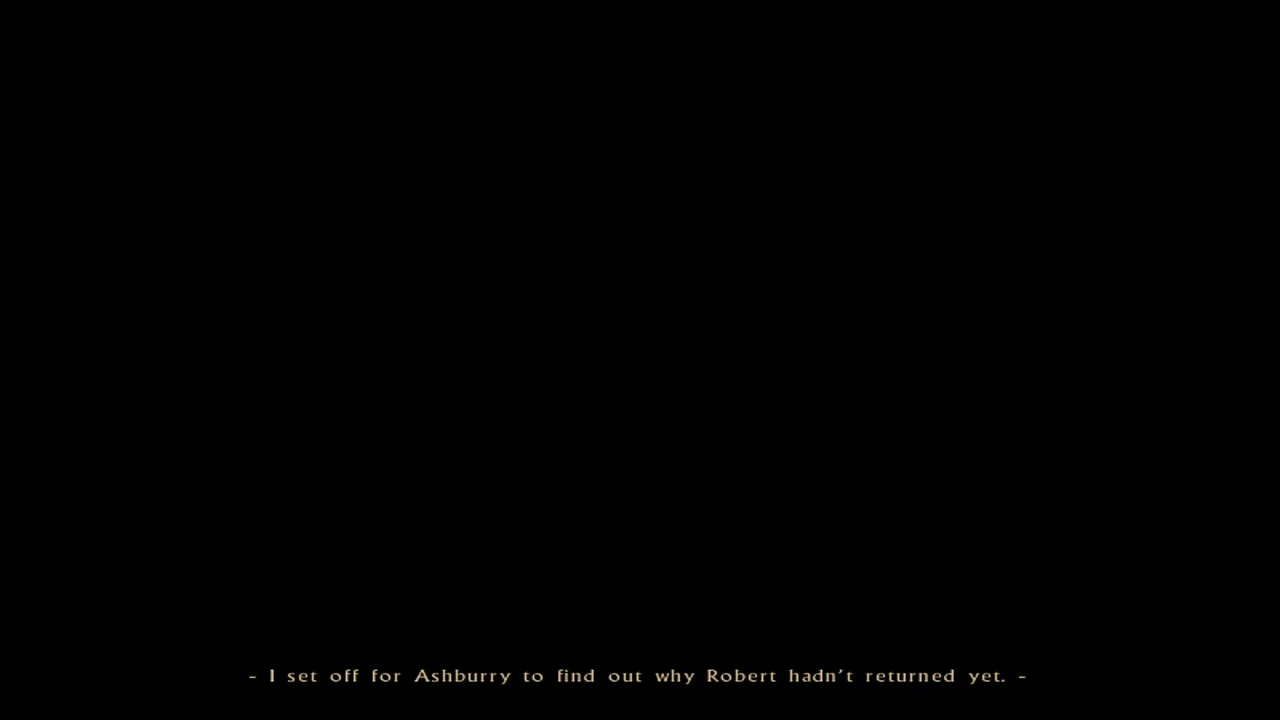 - I set off for Ashburry to find out why Robert hadn't returned yet. -